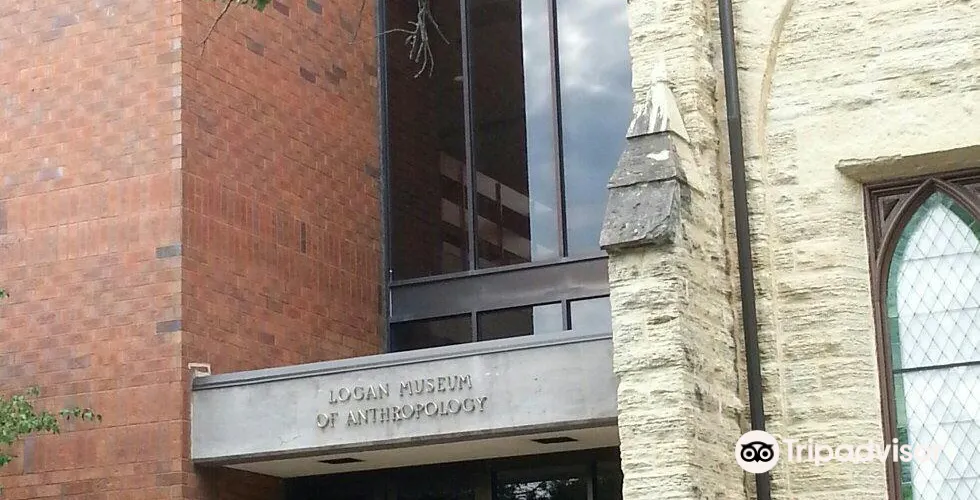 LOGAN MUSEUM
OF ANTHROPOLOGY
Tripadvisor